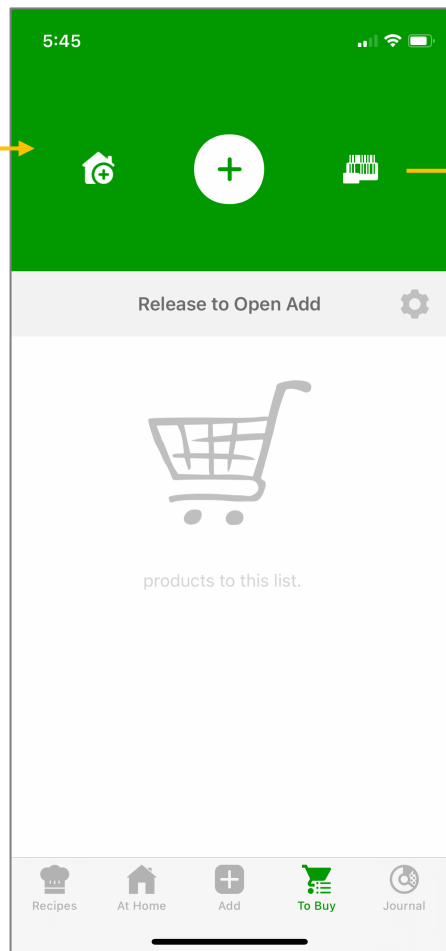 5:45
Release to Open Add
products to this list.
Recipes
At Home
Add
To Buy
Journal